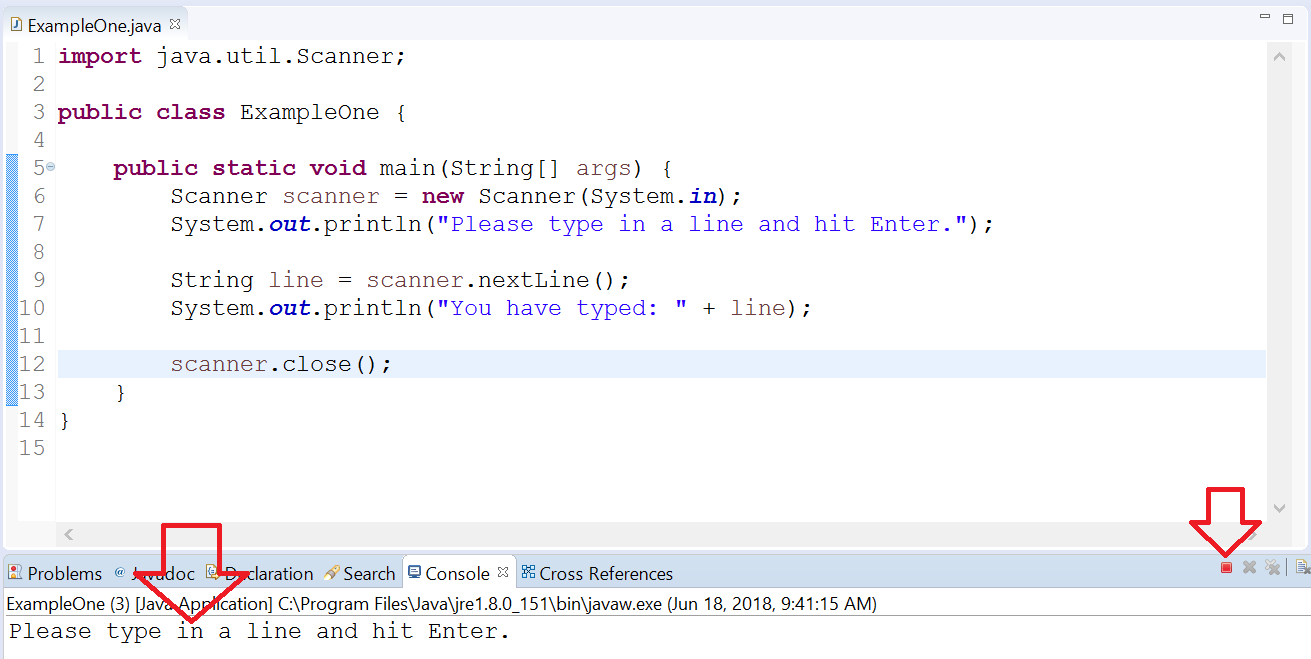 ExampleOne.java
1 import java.util.Scanner;
2
3 public class ExampleOne {
4
5 public static void main(String[] args) {
6 Scanner scanner = new Scanner(System.in);
7 System.out.println("Please type in a line and hit Enter.");
8
9 String line = scanner.nextLine();
10 System.out.println("You have typed: " + line);
11
12 scanner.close();
13 }
14 }
15
Problems @ Javadoc Declaration Search Console Cross References
ExampleOne (3) [Java Application] C:\Program Files\Java\jre1.8.0_151\bin\javaw.exe (Jun 18, 2018, 9:41:15 AM)
Please type in a line and hit Enter.